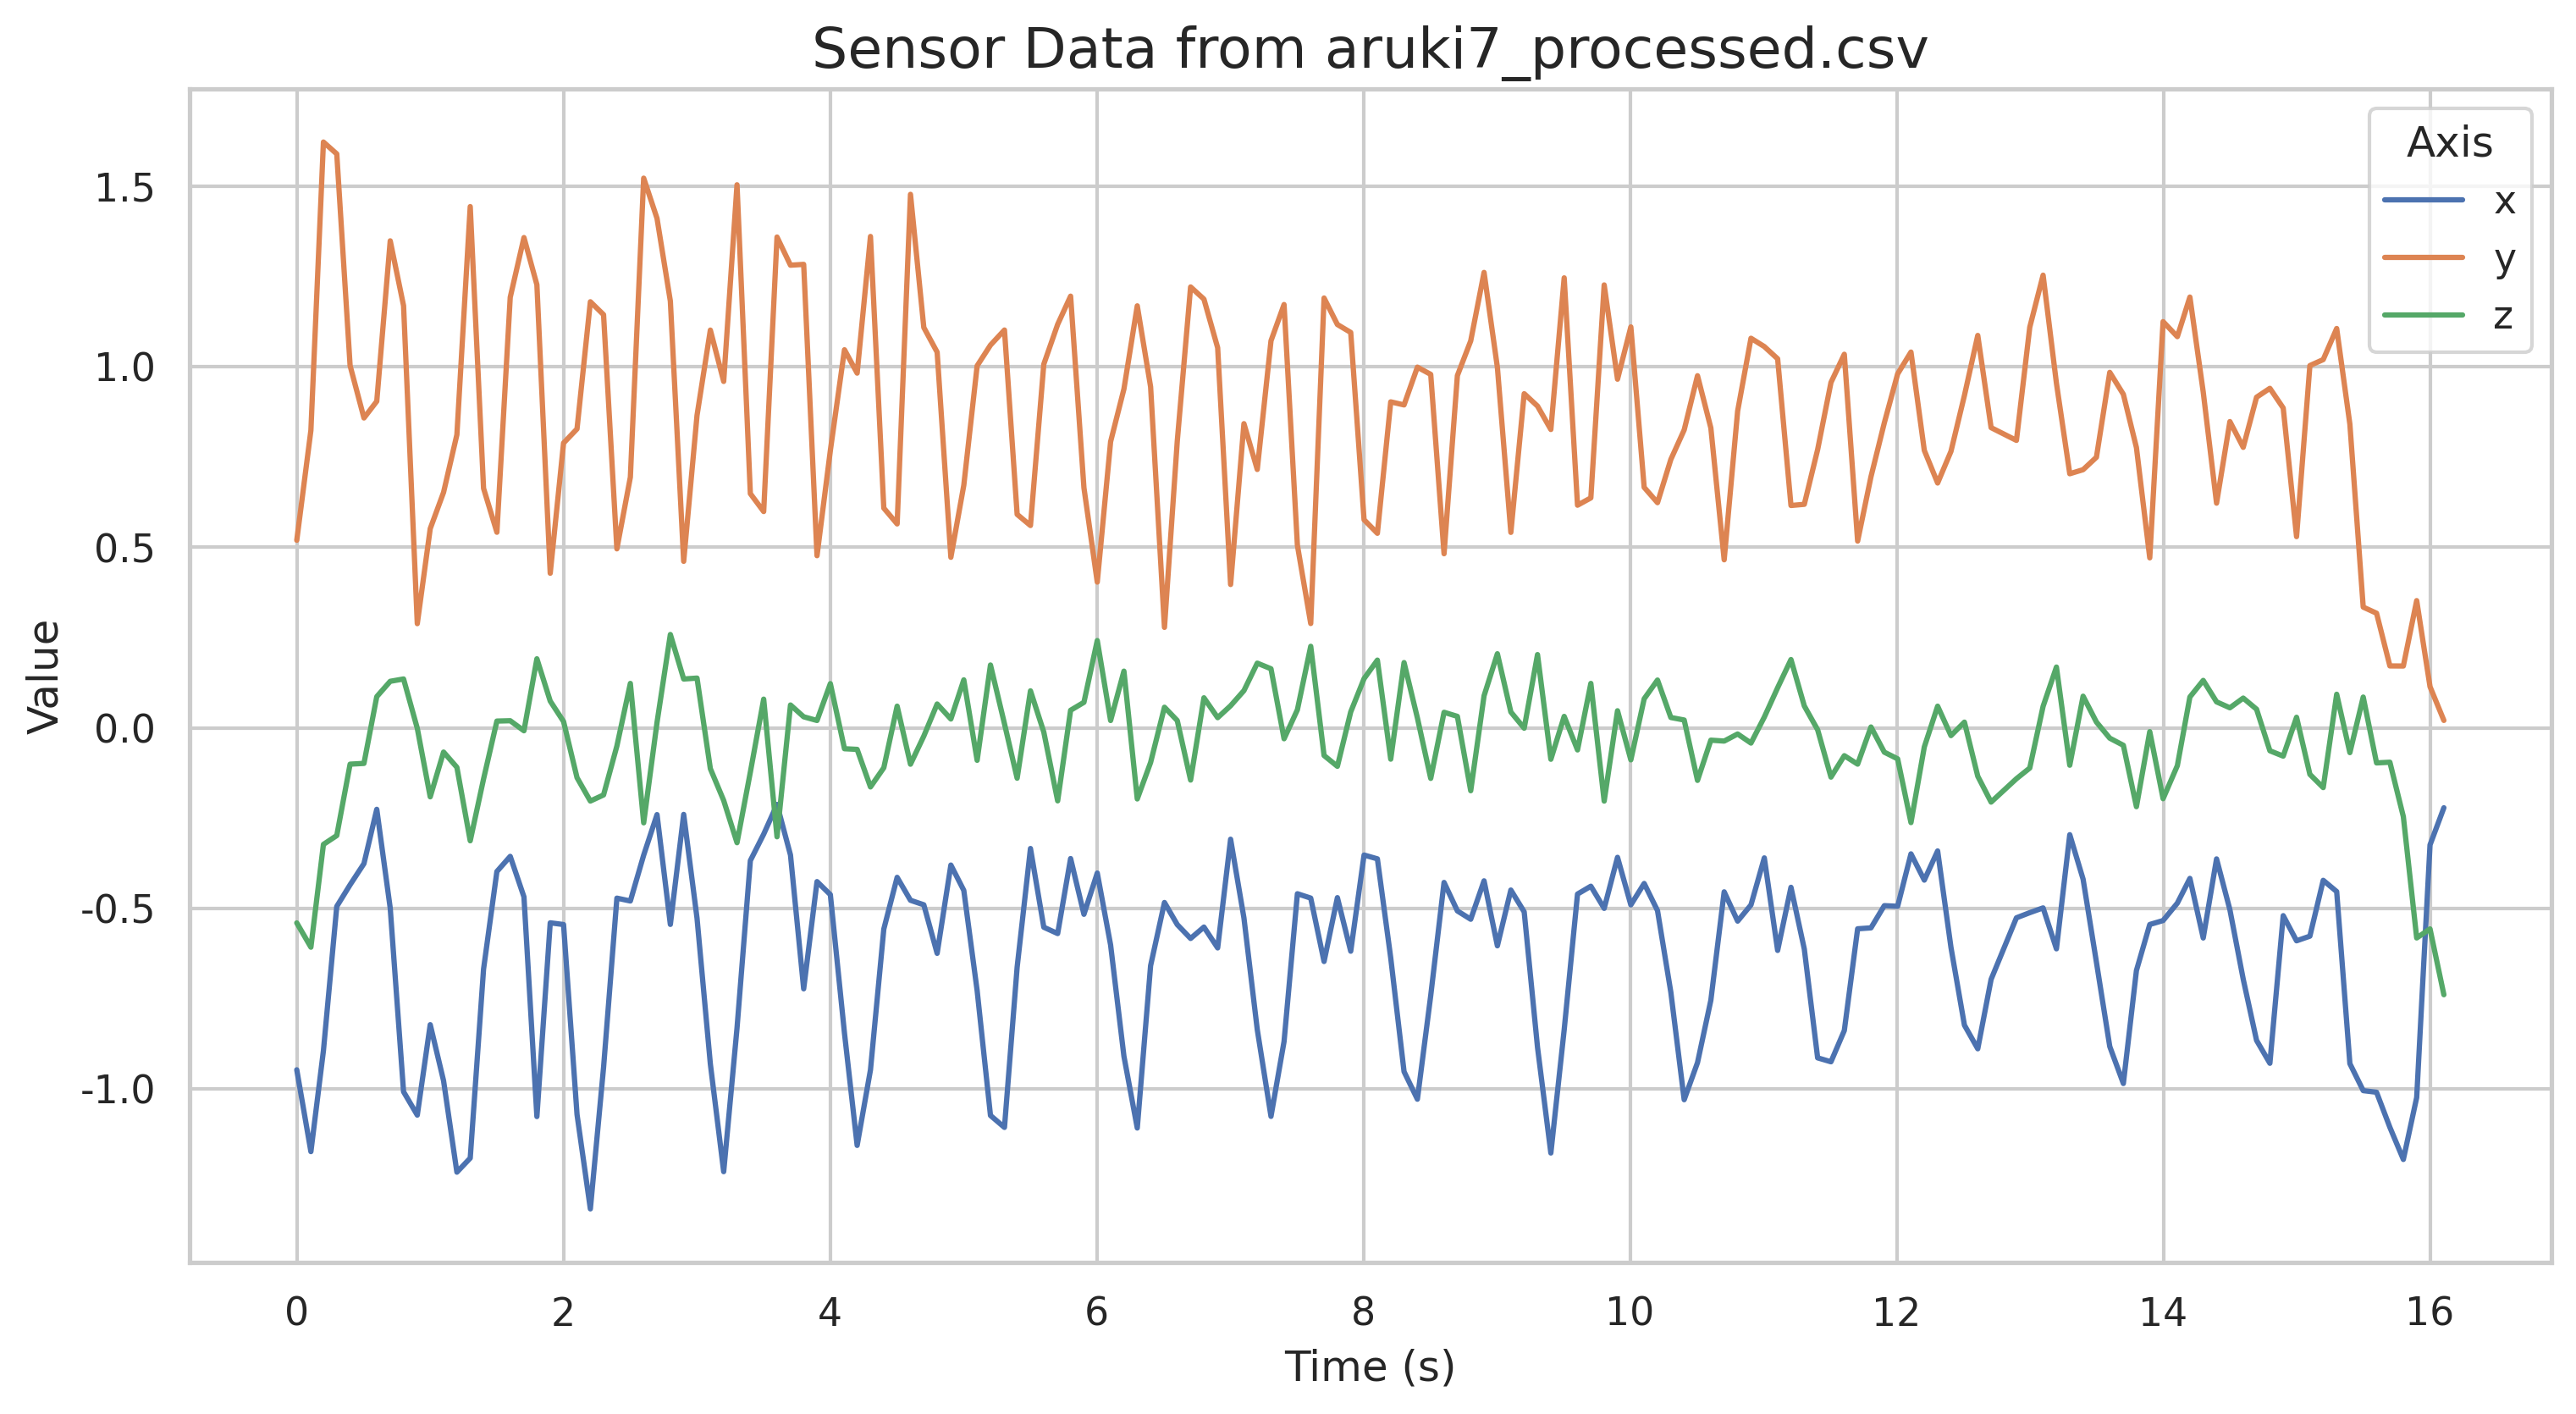 Sensor Data from aruki7_processed.csv
Axis
x
y
z
1.5
1.0
0.5
0.0
-0.5
-1.0
Value
0 2 4 6 8 10 12 14 16
Time (s)